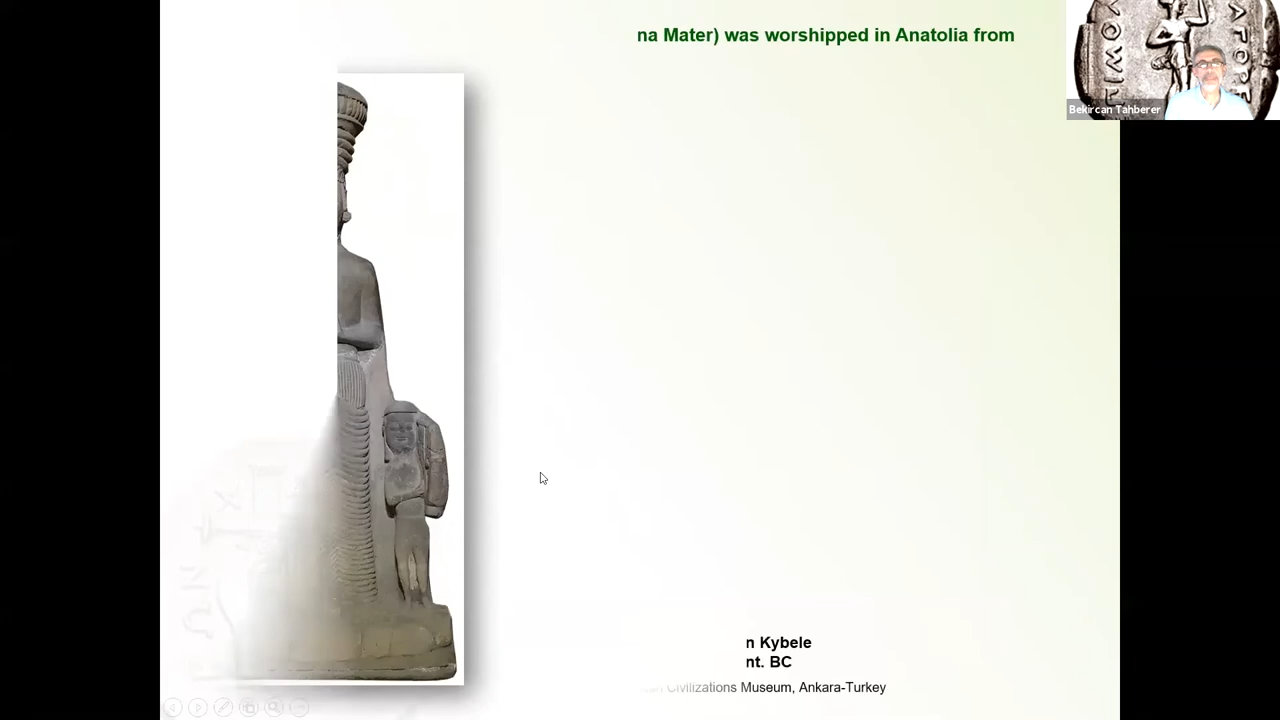 na Mater) was worshipped in Anatolia from
Bekircan Tahberer
n Kybele
nt. BC
Civilizations Museum, Ankara-Turkey